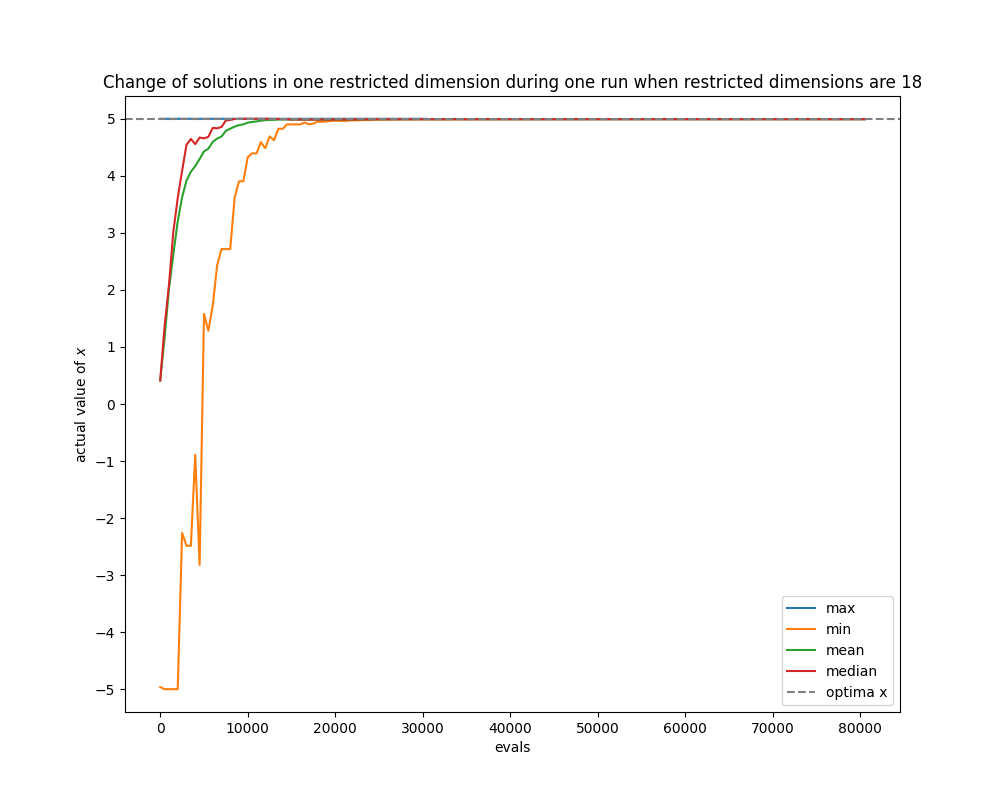 Change of solutions in one restricted dimension during one run when restricted dimensions are 18
5
4
3
2
1
0
−1
−2
−3
−4
−5
actual value of x
0 10000 20000 30000 40000 50000 60000 70000 80000
evals
max
min
mean
median
optima x